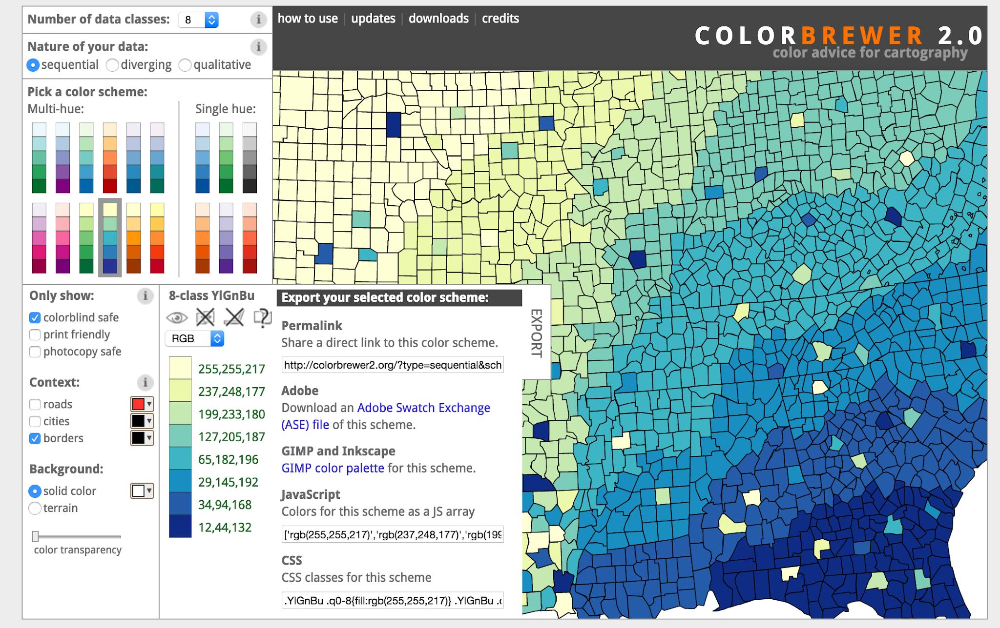 Number of data classes: 8 i
how to use | updates | downloads | credits
COLORBREWER 2.0
color advice for cartography
Nature of your data: i
sequential diverging qualitative
Pick a color scheme:
Multi-hue: Single hue:
Only show: i
colorblind safe
print friendly
photocopy safe
Context: i
roads
cities
borders
Background:
solid color
terrain
color transparency
8-class YlGnBu
?
RGB
255,255,217
237,248,177
199,233,180
127,205,187
65,182,196
29,145,192
34,94,168
12,44,132
Export your selected color scheme:
Permalink
Share a direct link to this color scheme.
http://colorbrewer2.org/?type=sequential&sch
Adobe
Download an Adobe Swatch Exchange
(ASE) file of this scheme.
GIMP and Inkscape
GIMP color palette for this scheme.
JavaScript
Colors for this scheme as a JS array
['rgb(255,255,217)','rgb(237,248,177)','rgb(199
CSS
CSS classes for this scheme
.YlGnBu .q0-8{fill:rgb(255,255,217)} .YlGnBu .
EXPORT